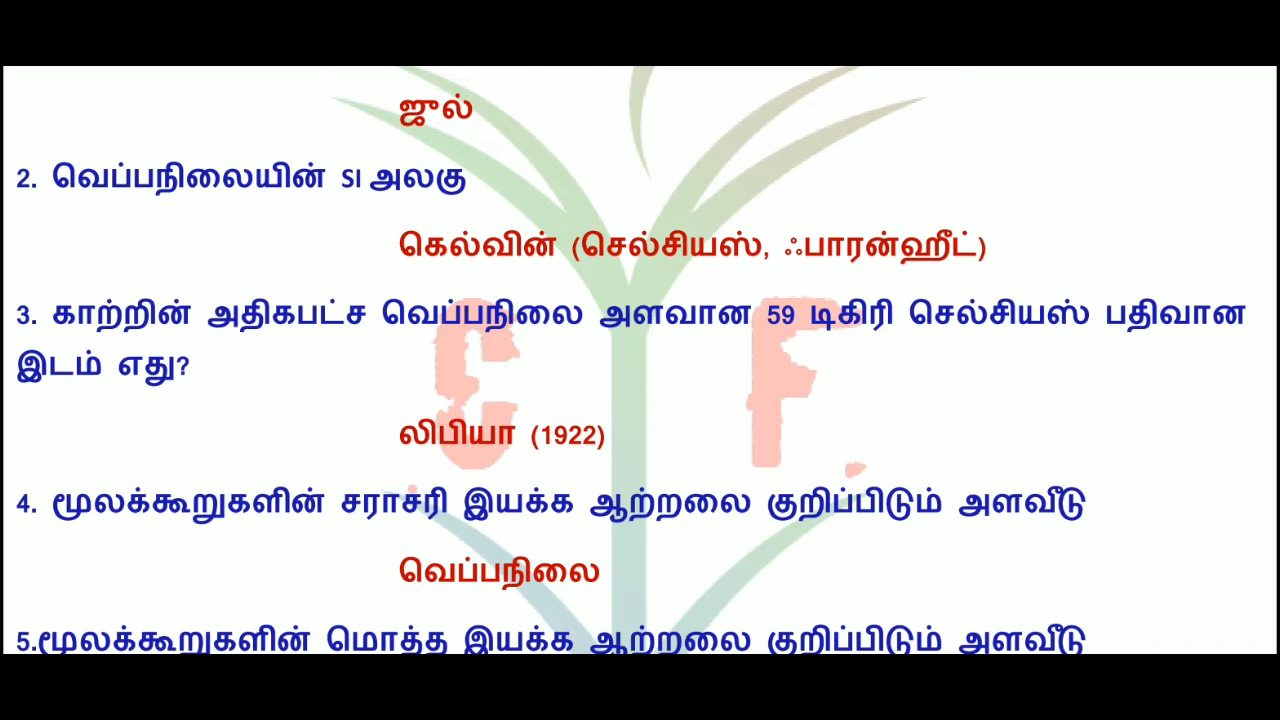 ஜுல்
2. வெப்பநிலையின் SI அலகு
கெல்வின் (செல்சியஸ், ஃபாரன்ஹீட்)
3. காற்றின் அதிகபட்ச வெப்பநிலை அளவான 59 டிகிரி செல்சியஸ் பதிவான
இடம் எது?
லிபியா (1922)
4. மூலக்கூறுகளின் சராசரி இயக்க ஆற்றலை குறிப்பிடும் அளவீடு
வெப்பநிலை
5.மூலக்கூறுகளின் மொத்த இயக்க ஆற்றலை குறிப்பிடும் அளவீடு
C F